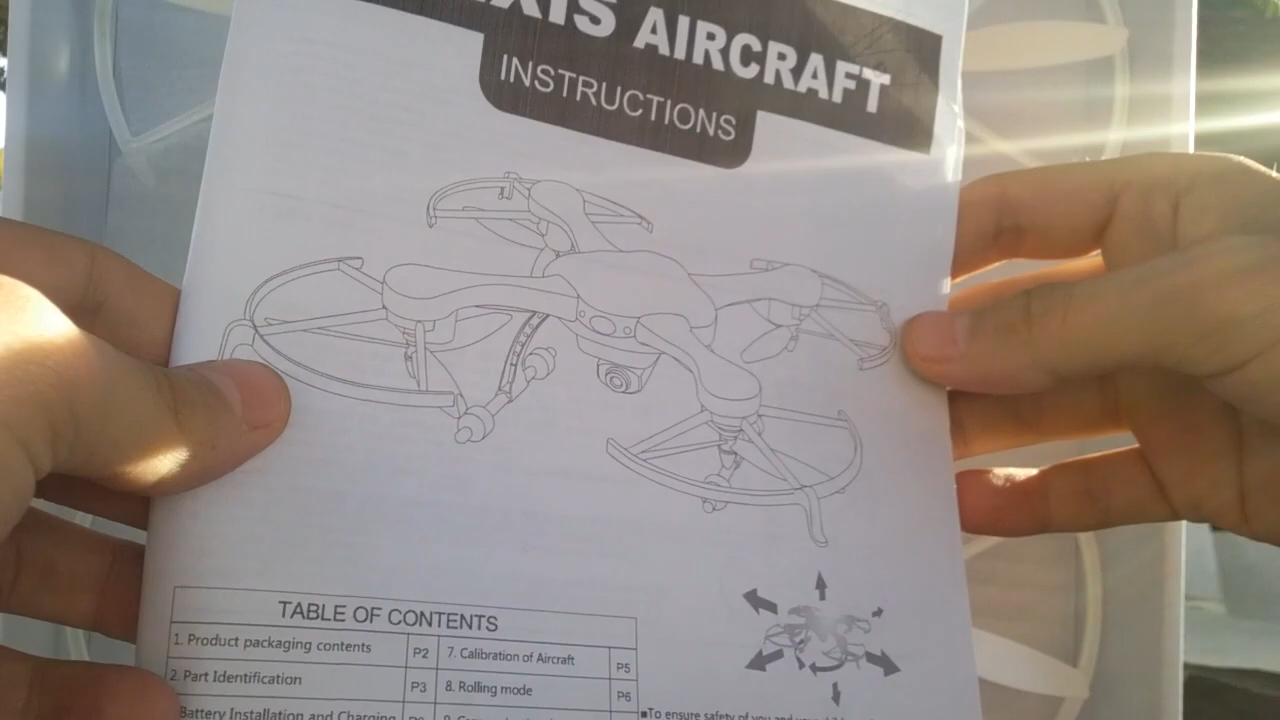 AIRCRAFT
INSTRUCTIONS
TABLE OF CONTENTS
1. Product packaging contents P2 7. Calibration of Aircraft P5
2. Part Identification P3 8. Rolling mode P6
Battery Installation and Charging
■To ensure safety of you and your